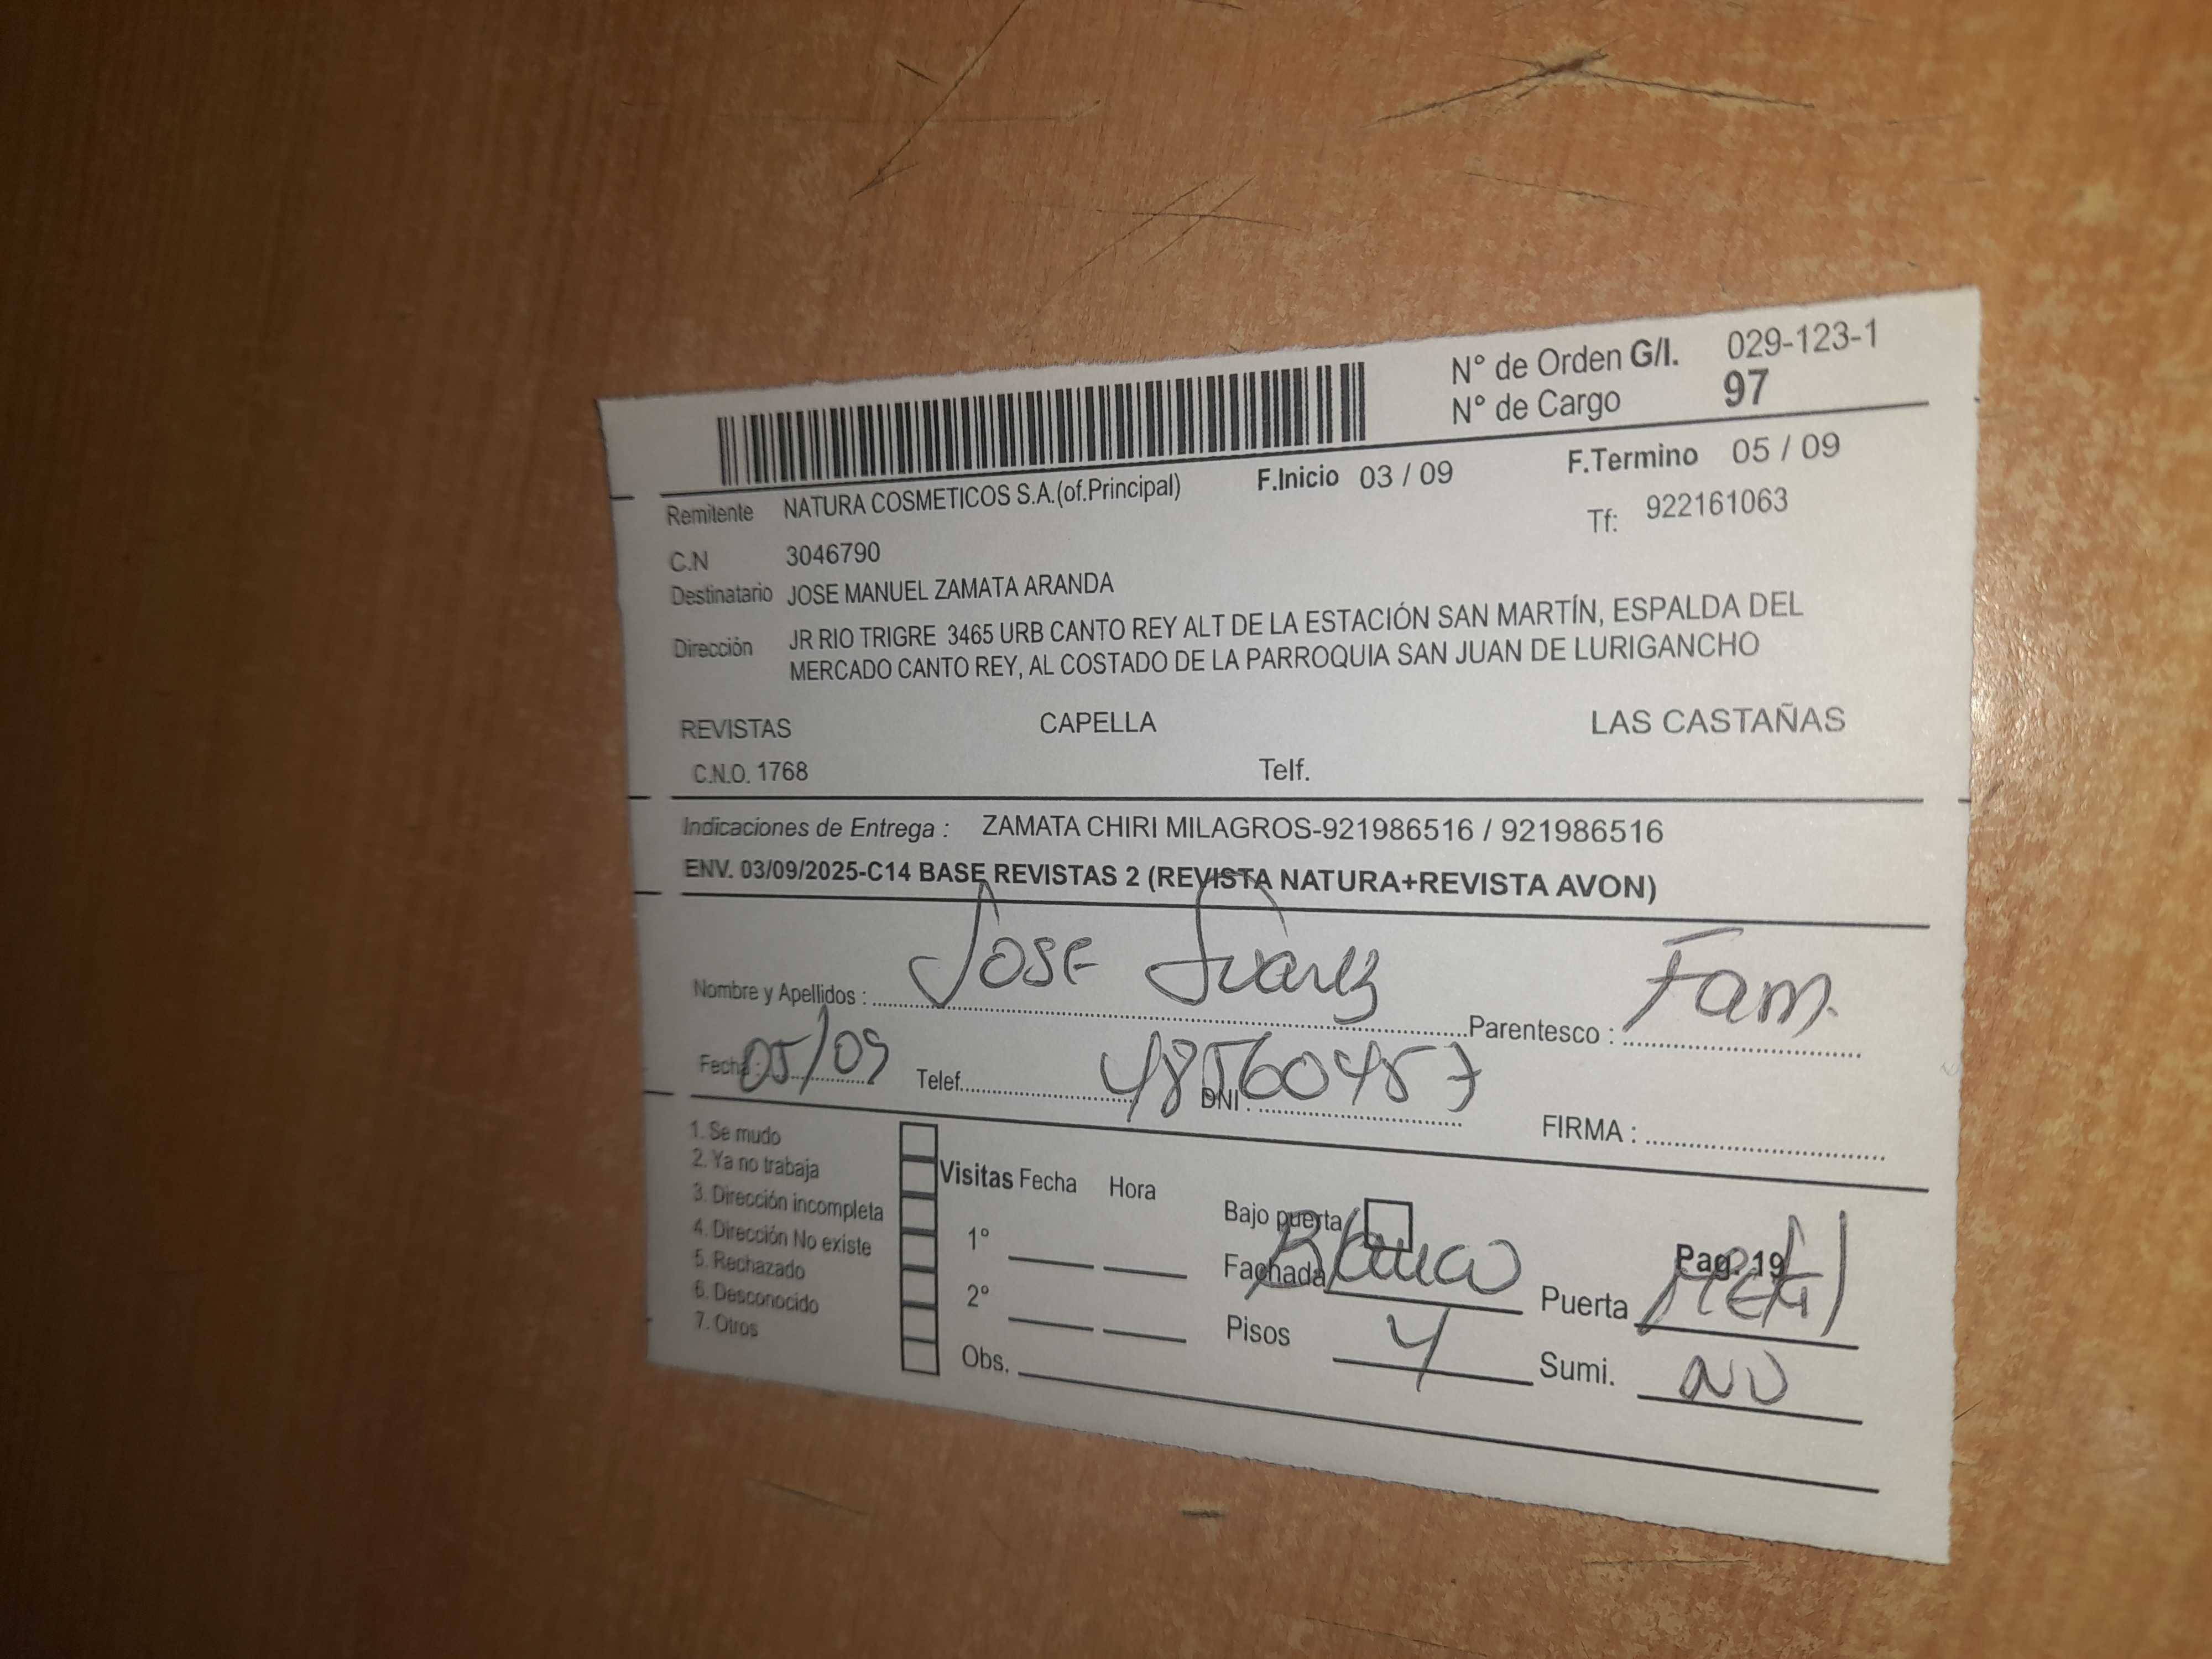 N° de Orden G/I. 029-123-1
N° de Cargo 97
Remitente NATURA COSMETICOS S.A.(of.Principal) F.Inicio 03 / 09 F.Termino 05 / 09
C.N 3046790 Tf: 922161063
Destinatario JOSE MANUEL ZAMATA ARANDA
Dirección JR RIO TRIGRE 3465 URB CANTO REY ALT DE LA ESTACIÓN SAN MARTÍN, ESPALDA DEL
MERCADO CANTO REY, AL COSTADO DE LA PARROQUIA SAN JUAN DE LURIGANCHO
REVISTAS CAPELLA LAS CASTAÑAS
C.N.O. 1768 Telf.
Indicaciones de Entrega : ZAMATA CHIRI MILAGROS-921986516 / 921986516
ENV. 03/09/2025-C14 BASE REVISTAS 2 (REVISTA NATURA+REVISTA AVON)
Nombre y Apellidos : Jose Suarez Parentesco : Fam.
Fecha : 05/09 Telef. DNI : 48560457 FIRMA :
1. Se mudo
2. Ya no trabaja
3. Dirección incompleta
4. Dirección No existe
5. Rechazado
6. Desconocido
7. Otros
Visitas Fecha Hora
1°
2°
Obs.
Bajo puerta
Pag. 19
Fachada Blanco Puerta Metal
Pisos 4 Sumi. NO